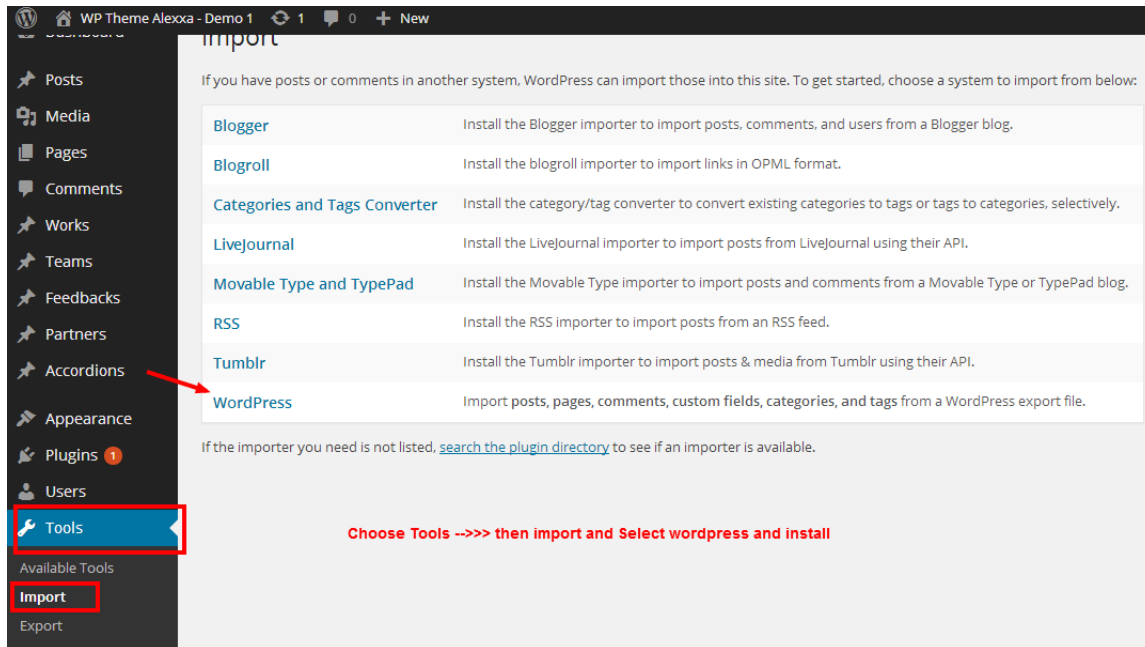 WP Theme Alexxa - Demo 1 1 0 + New
Dashboard
Posts
Media
Pages
Comments
Works
Teams
Feedbacks
Partners
Accordions
Appearance
Plugins 1
Users
Tools
Available Tools
Import
Export
Import
If you have posts or comments in another system, WordPress can import those into this site. To get started, choose a system to import from below:
Blogger Install the Blogger importer to import posts, comments, and users from a Blogger blog.
Blogroll Install the blogroll importer to import links in OPML format.
Categories and Tags Converter Install the category/tag converter to convert existing categories to tags or tags to categories, selectively.
LiveJournal Install the LiveJournal importer to import posts from LiveJournal using their API.
Movable Type and TypePad Install the Movable Type importer to import posts and comments from a Movable Type or TypePad blog.
RSS Install the RSS importer to import posts from an RSS feed.
Tumblr Install the Tumblr importer to import posts & media from Tumblr using their API.
WordPress Import posts, pages, comments, custom fields, categories, and tags from a WordPress export file.
If the importer you need is not listed, search the plugin directory to see if an importer is available.
Choose Tools -->>> then import and Select wordpress and install